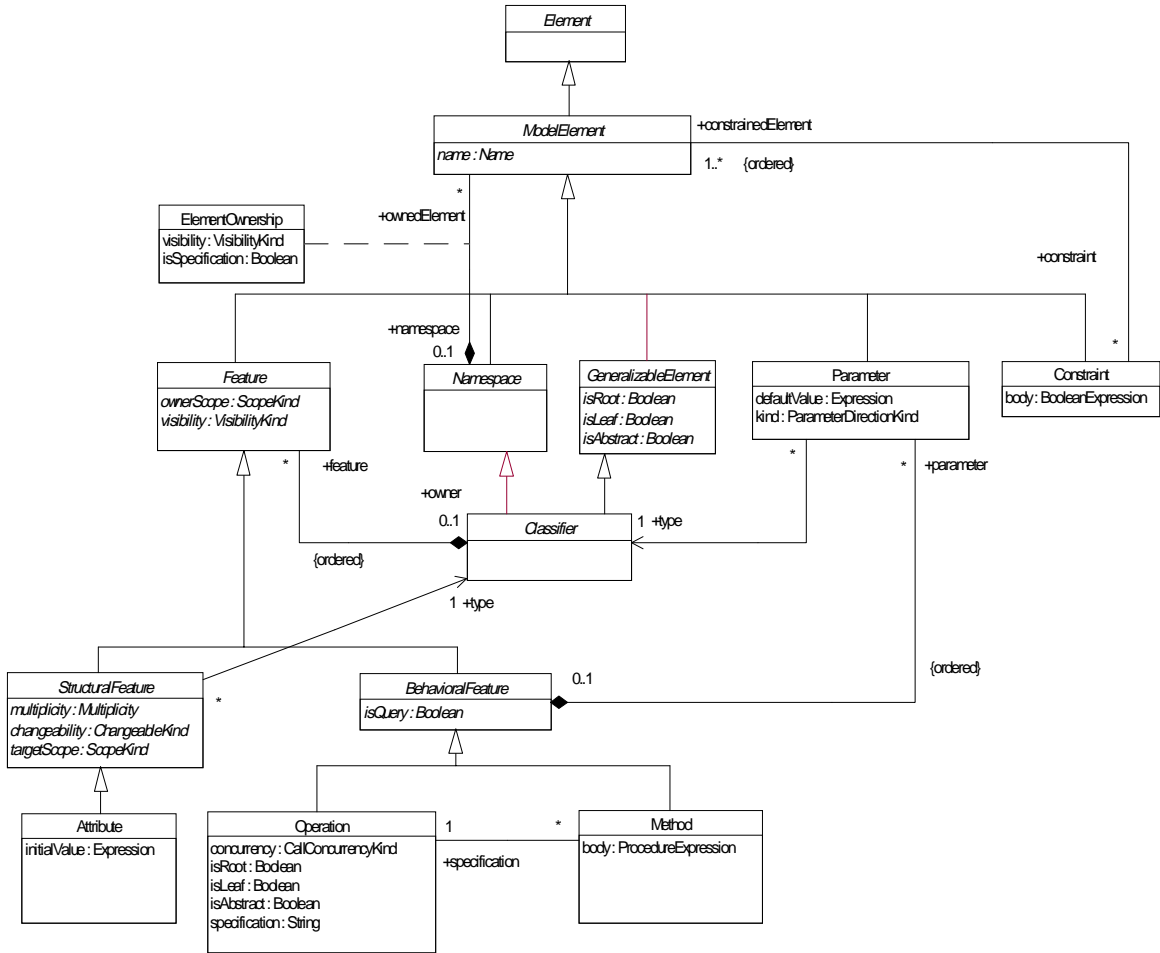 Element
ModelElement
name : Name
+constrainedElement
1..*
{ordered}
*
+ownedElement
ElementOwnership
visibility : VisibilityKind
isSpecification : Boolean
+constraint
*
+namespace
0..1
Feature
ownerScope : ScopeKind
visibility : VisibilityKind
Namespace
GeneralizableElement
isRoot : Boolean
isLeaf : Boolean
isAbstract : Boolean
Parameter
defaultValue : Expression
kind : ParameterDirectionKind
Constraint
body : BooleanExpression
*
+feature
*
*
+parameter
+owner
0..1
Classifier
1
+type
{ordered}
1
+type
{ordered}
StructuralFeature
multiplicity : Multiplicity
changeability : ChangeableKind
targetScope : ScopeKind
*
BehavioralFeature
isQuery : Boolean
0..1
Attribute
initialValue : Expression
Operation
concurrency : CallConcurrencyKind
isRoot : Boolean
isLeaf : Boolean
isAbstract : Boolean
specification : String
1
*
+specification
Method
body : ProcedureExpression